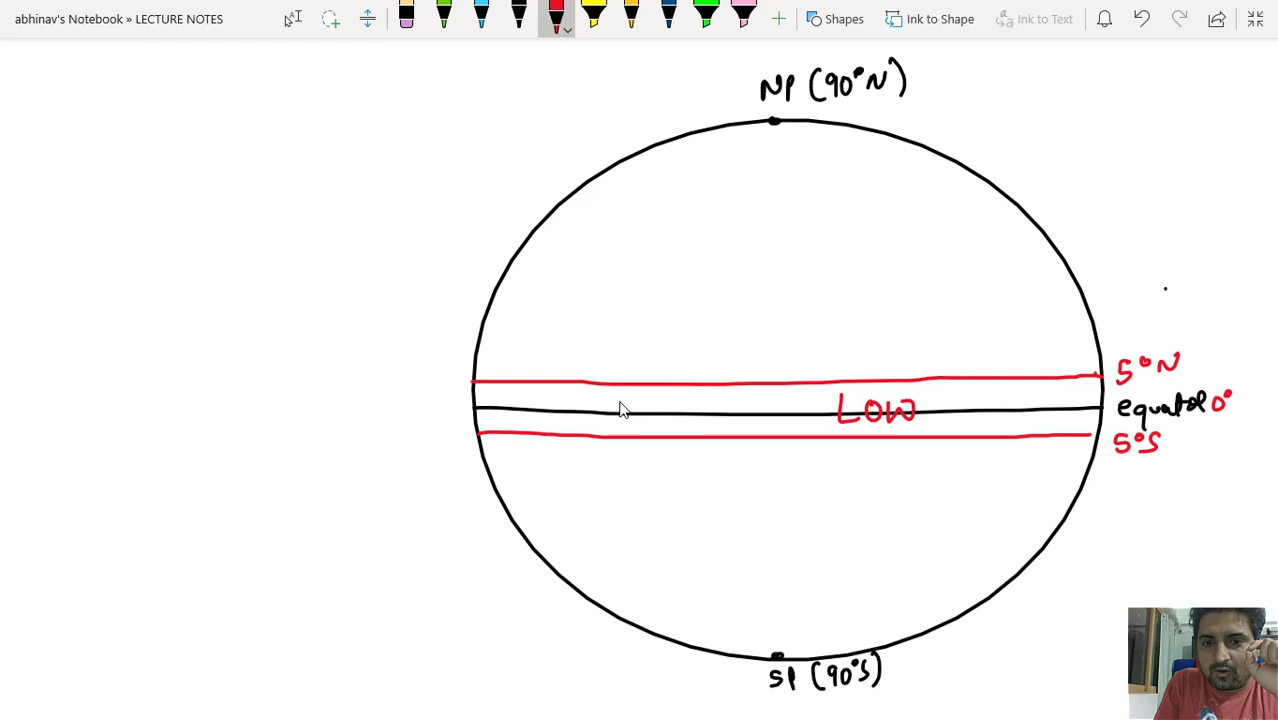 abhinav's Notebook » LECTURE NOTES
Shapes
Ink to Shape
Ink to Text
NP (90°N)
5°N
LOW
equator 0°
5°S
SP (90°S)